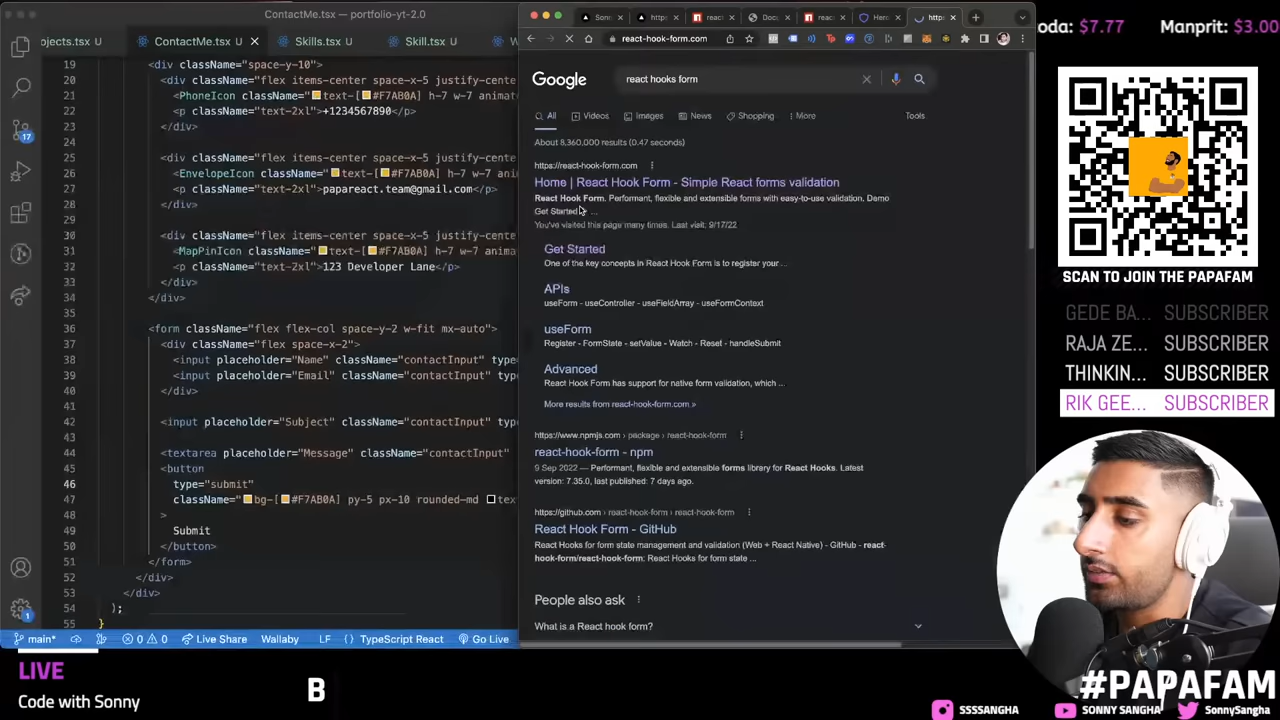 ContactMe.tsx — portfolio-yt-2.0
ojects.tsx U
ContactMe.tsx U
Skills.tsx U
Skill.tsx U
19 <div className="space-y-10">
20 <div className="flex items-center space-x-5 justify-cente
21 <PhoneIcon className="text-[#F7AB0A] h-7 w-7 animat
22 <p className="text-2xl">+1234567890</p>
23 </div>
24
25 <div className="flex items-center space-x-5 justify-cente
26 <EnvelopeIcon className="text-[#F7AB0A] h-7 w-7 ani
27 <p className="text-2xl">papareact.team@gmail.com</p>
28 </div>
29
30 <div className="flex items-center space-x-5 justify-cente
31 <MapPinIcon className="text-[#F7AB0A] h-7 w-7 anima
32 <p className="text-2xl">123 Developer Lane</p>
33 </div>
34 </div>
35
36 <form className="flex flex-col space-y-2 w-fit mx-auto">
37 <div className="flex space-x-2">
38 <input placeholder="Name" className="contactInput" type
39 <input placeholder="Email" className="contactInput" typ
40 </div>
41
42 <input placeholder="Subject" className="contactInput" typ
43
44 <textarea placeholder="Message" className="contactInput"
45 <button
46 type="submit"
47 className="bg-[#F7AB0A] py-5 px-10 rounded-md text
48 >
49 Submit
50 </button>
51 </form>
52 </div>
53 </div>
54 );
55 }
17
1
main*
0 0
Live Share
Wallaby
LF
{} TypeScript React
Go Live
Sonn
https:
react
Docu
react
Hero
https
react-hook-form.com
Google
react hooks form
All
Videos
Images
News
Shopping
More
Tools
About 8,360,000 results (0.47 seconds)
https://react-hook-form.com
Home | React Hook Form - Simple React forms validation
React Hook Form. Performant, flexible and extensible forms with easy-to-use validation. Demo
Get Started ...
You've visited this page many times. Last visit: 9/17/22
Get Started
One of the key concepts in React Hook Form is to register your ...
APIs
useForm - useController - useFieldArray - useFormContext
useForm
Register - FormState - setValue - Watch - Reset - handleSubmit
Advanced
React Hook Form has support for native form validation, which ...
More results from react-hook-form.com »
https://www.npmjs.com › package › react-hook-form
react-hook-form - npm
9 Sep 2022 — Performant, flexible and extensible forms library for React Hooks. Latest
version: 7.35.0, last published: 7 days ago.
https://github.com › react-hook-form › react-hook-form
React Hook Form - GitHub
React Hooks for form state management and validation (Web + React Native) - GitHub - react-
hook-form/react-hook-form: React Hooks for form state ...
People also ask
What is a React hook form?
oda: $7.77
Manprit: $3.00
SCAN TO JOIN THE PAPAFAM
GEDE BA... SUBSCRIBER
RAJA ZE... SUBSCRIBER
THINKIN... SUBSCRIBER
RIK GEE... SUBSCRIBER
LIVE
Code with Sonny
B
#PAPAFAM
SSSSANGHA
SONNY SANGHA
SonnySangha